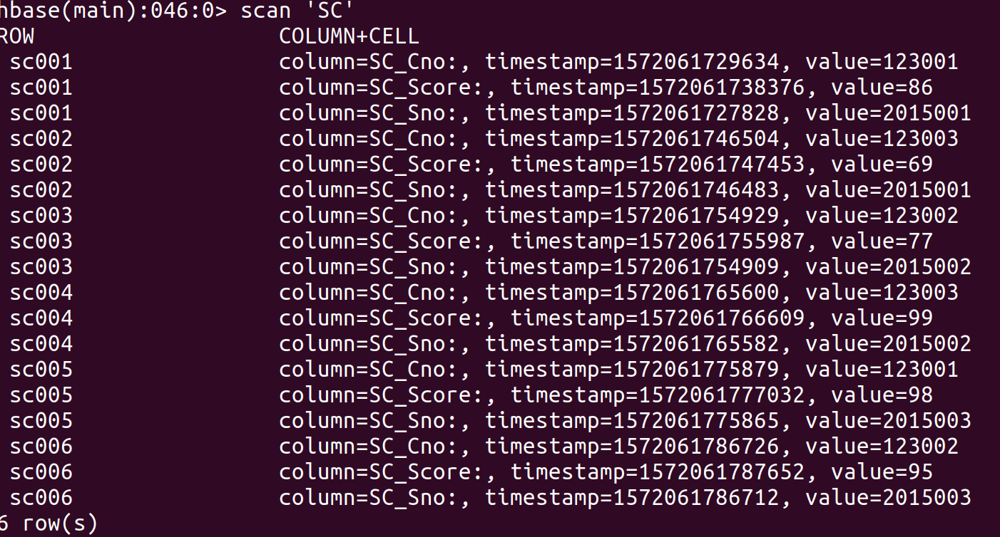 hbase(main):046:0> scan 'SC'
ROW COLUMN+CELL
sc001 column=SC_Cno:, timestamp=1572061729634, value=123001
sc001 column=SC_Score:, timestamp=1572061738376, value=86
sc001 column=SC_Sno:, timestamp=1572061727828, value=2015001
sc002 column=SC_Cno:, timestamp=1572061746504, value=123003
sc002 column=SC_Score:, timestamp=1572061747453, value=69
sc002 column=SC_Sno:, timestamp=1572061746483, value=2015001
sc003 column=SC_Cno:, timestamp=1572061754929, value=123002
sc003 column=SC_Score:, timestamp=1572061755987, value=77
sc003 column=SC_Sno:, timestamp=1572061754909, value=2015002
sc004 column=SC_Cno:, timestamp=1572061765600, value=123003
sc004 column=SC_Score:, timestamp=1572061766609, value=99
sc004 column=SC_Sno:, timestamp=1572061765582, value=2015002
sc005 column=SC_Cno:, timestamp=1572061775879, value=123001
sc005 column=SC_Score:, timestamp=1572061777032, value=98
sc005 column=SC_Sno:, timestamp=1572061775865, value=2015003
sc006 column=SC_Cno:, timestamp=1572061786726, value=123002
sc006 column=SC_Score:, timestamp=1572061787652, value=95
sc006 column=SC_Sno:, timestamp=1572061786712, value=2015003
6 row(s)